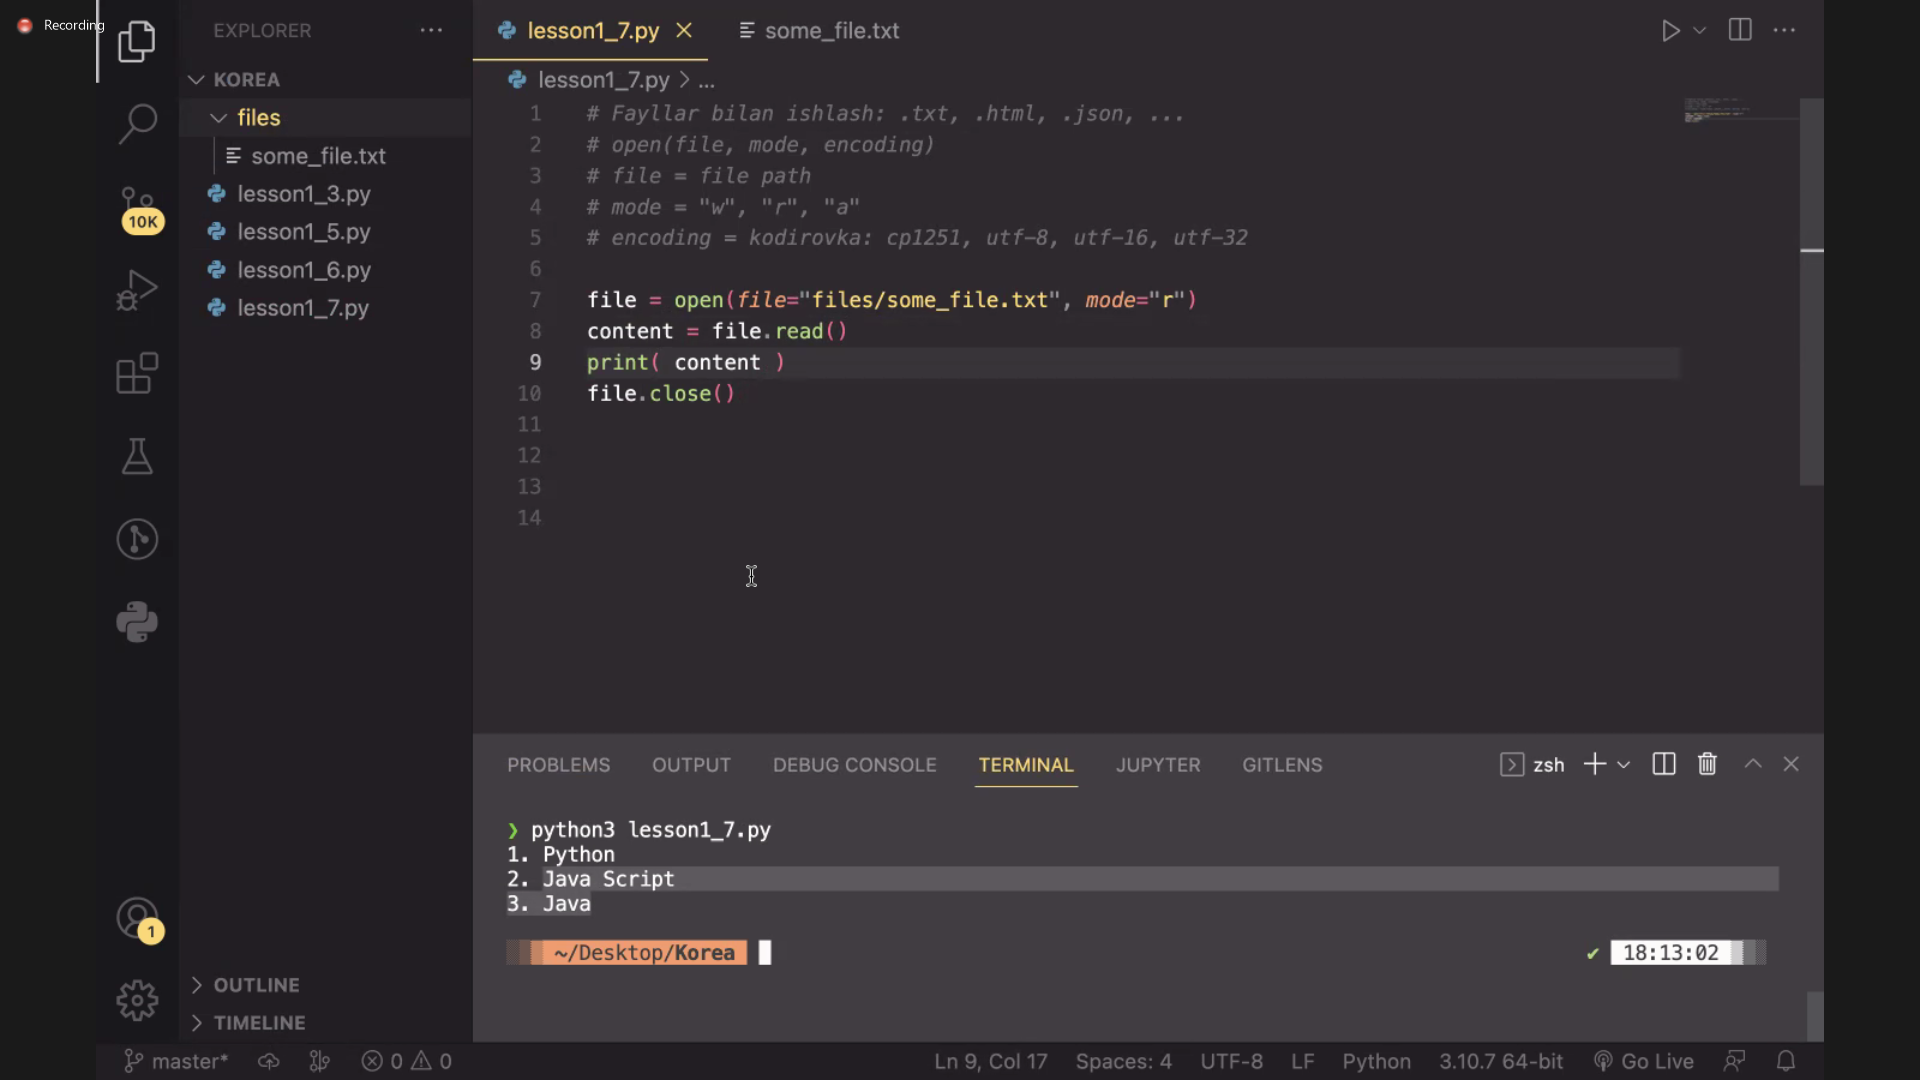 Recording
EXPLORER
KOREA
files
some_file.txt
lesson1_3.py
lesson1_5.py
lesson1_6.py
lesson1_7.py
10K
1
OUTLINE
TIMELINE
lesson1_7.py
some_file.txt
lesson1_7.py > ...
1 # Fayllar bilan ishlash: .txt, .html, .json, ...
2 # open(file, mode, encoding)
3 # file = file path
4 # mode = "w", "r", "a"
5 # encoding = kodirovka: cp1251, utf-8, utf-16, utf-32
6
7 file = open(file="files/some_file.txt", mode="r")
8 content = file.read()
9 print( content )
10 file.close()
11
12
13
14
PROBLEMS OUTPUT DEBUG CONSOLE TERMINAL JUPYTER GITLENS zsh
❯ python3 lesson1_7.py
1. Python
2. Java Script
3. Java
~/Desktop/Korea ✔ 18:13:02
master* 0 0 Ln 9, Col 17 Spaces: 4 UTF-8 LF Python 3.10.7 64-bit Go Live